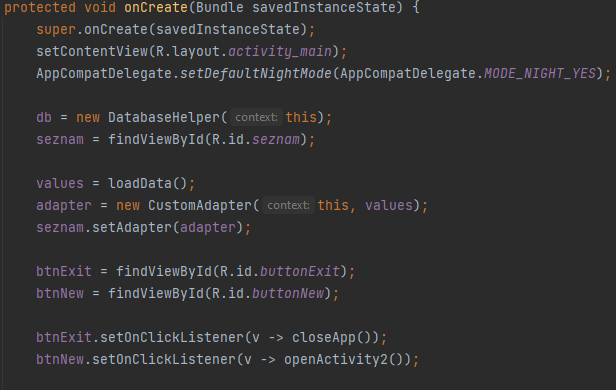 protected void onCreate(Bundle savedInstanceState) {
super.onCreate(savedInstanceState);
setContentView(R.layout.activity_main);
AppCompatDelegate.setDefaultNightMode(AppCompatDelegate.MODE_NIGHT_YES);
db = new DatabaseHelper( context: this);
seznam = findViewById(R.id.seznam);
values = loadData();
adapter = new CustomAdapter( context: this, values);
seznam.setAdapter(adapter);
btnExit = findViewById(R.id.buttonExit);
btnNew = findViewById(R.id.buttonNew);
btnExit.setOnClickListener(v -> closeApp());
btnNew.setOnClickListener(v -> openActivity2());